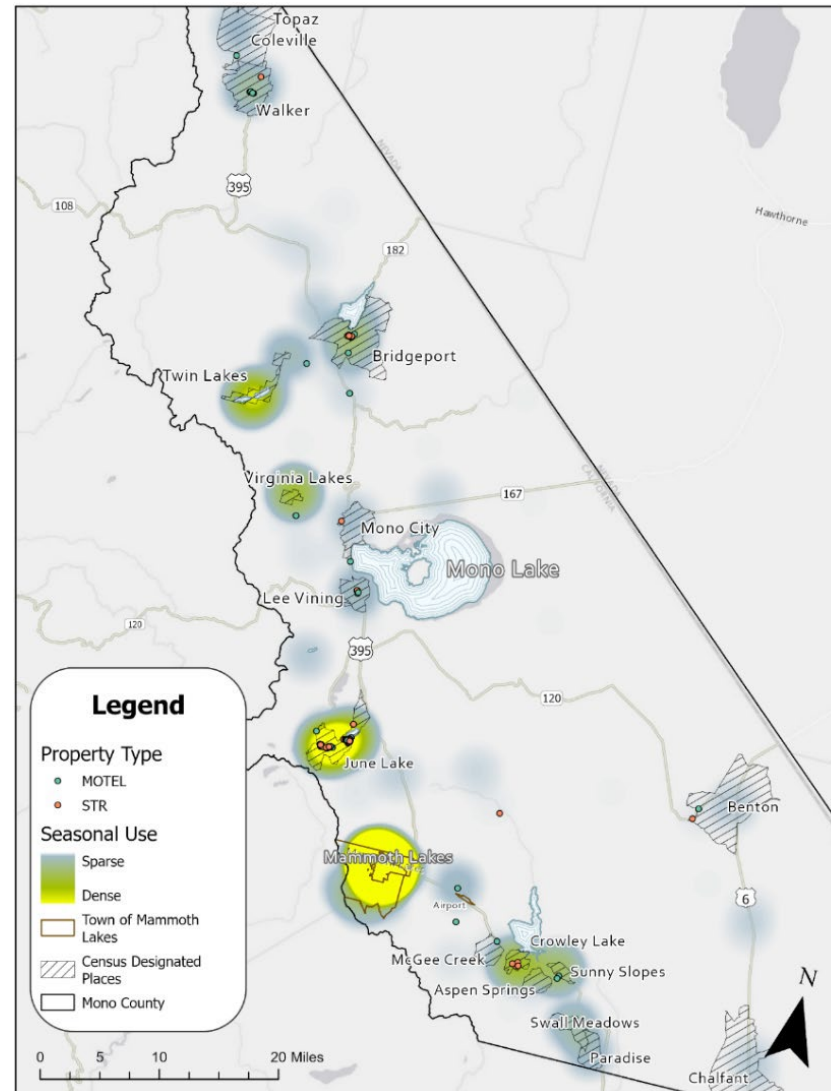 Topaz
Coleville
Walker
395
NEVADA
108
Hawthorne
182
Bridgeport
Twin Lakes
Virginia Lakes
NEVADA
CALIFORNIA
167
Mono City
Mono Lake
Lee Vining
120
395
120
June Lake
Benton
Mammoth Lakes
6
Airport
Crowley Lake
McGee Creek
Sunny Slopes
Aspen Springs
Swall Meadows
Paradise
Chalfant
N
Legend
Property Type
MOTEL
STR
Seasonal Use
Sparse
Dense
Town of Mammoth
Lakes
Census Designated
Places
Mono County
0 5 10 20 Miles